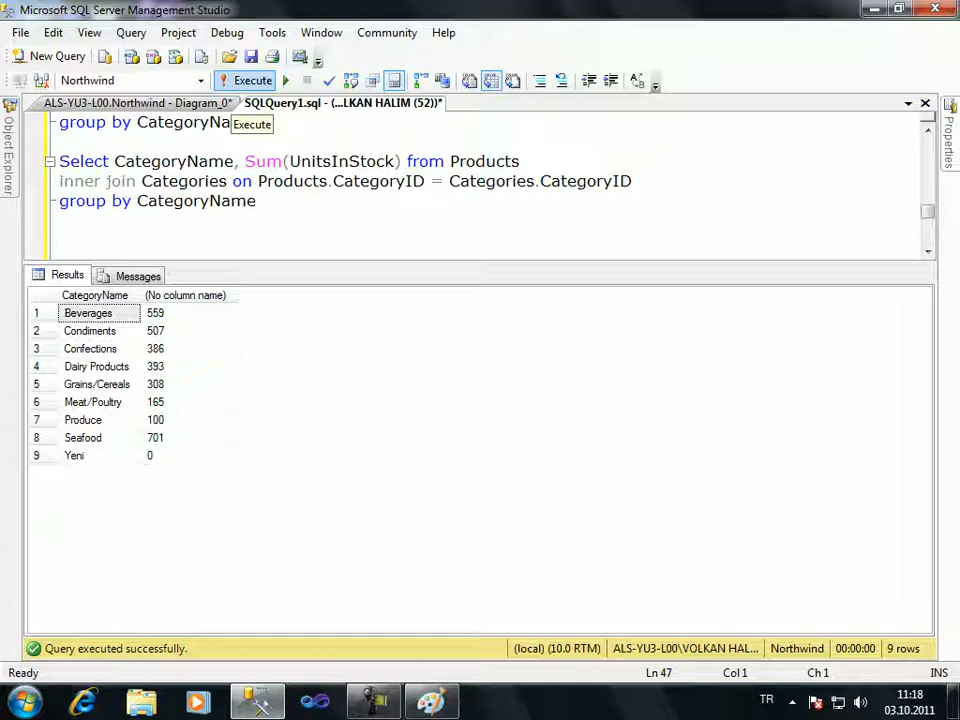 Microsoft SQL Server Management Studio
File Edit View Query Project Debug Tools Window Community Help
New Query
Northwind Execute
ALS-YU3-L00.Northwind - Diagram_0* SQLQuery1.sql - (...LKAN HALIM (52))*
Object Explorer
Properties
group by CategoryNa
Execute
Select CategoryName, Sum(UnitsInStock) from Products
inner join Categories on Products.CategoryID = Categories.CategoryID
group by CategoryName
Results Messages
CategoryName (No column name)
1 Beverages 559
2 Condiments 507
3 Confections 386
4 Dairy Products 393
5 Grains/Cereals 308
6 Meat/Poultry 165
7 Produce 100
8 Seafood 701
9 Yeni 0
Query executed successfully. (local) (10.0 RTM) ALS-YU3-L00\VOLKAN HAL... Northwind 00:00:00 9 rows
Ready Ln 47 Col 1 Ch 1 INS
TR 11:18
03.10.2011